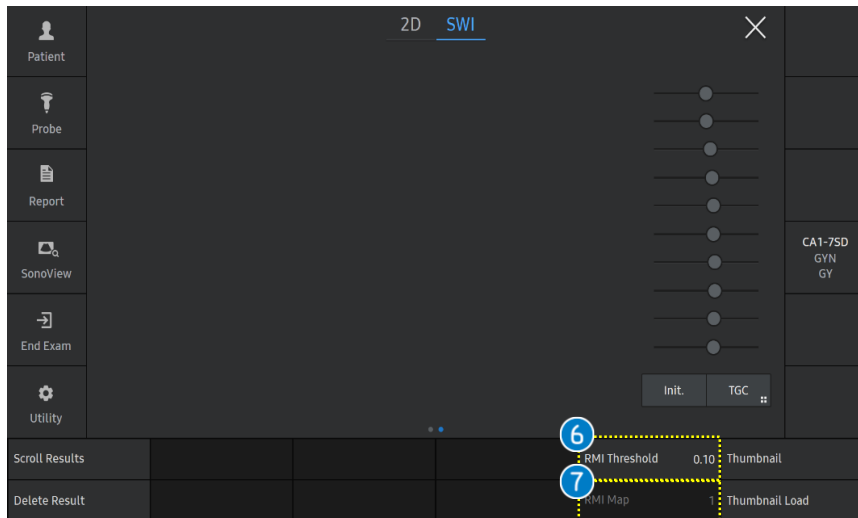 Patient
Probe
Report
SonoView
End Exam
Utility
2D SWI
Init. TGC
CA1-7SD
GYN
GY
6
Scroll Results RMI Threshold 0.10 Thumbnail
7
Delete Result RMI Map 1 Thumbnail Load